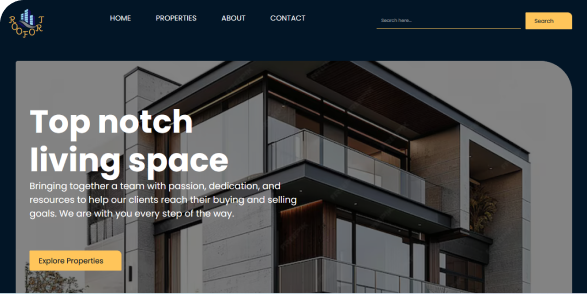 ROOFORT
HOME PROPERTIES ABOUT CONTACT
Search here...
Search
Top notch
living space
Bringing together a team with passion, dedication, and
resources to help our clients reach their buying and selling
goals. We are with you every step of the way.
Explore Properties